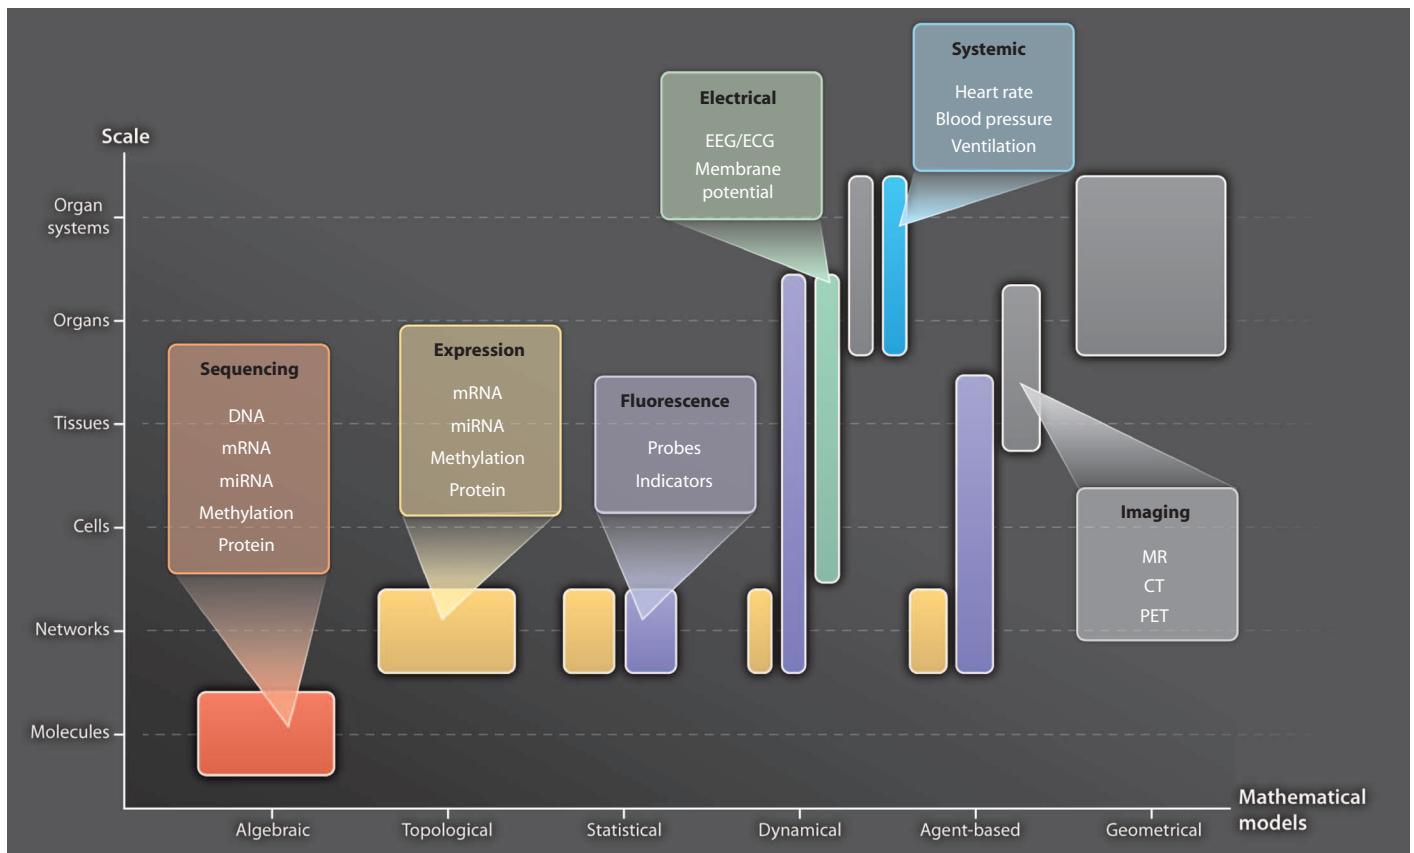 Systemic
Heart rate
Blood pressure
Ventilation
Electrical
EEG/ECG
Membrane
potential
Scale
Organ
systems
Organs
Tissues
Cells
Networks
Molecules
Sequencing
DNA
mRNA
miRNA
Methylation
Protein
Expression
mRNA
miRNA
Methylation
Protein
Fluorescence
Probes
Indicators
Imaging
MR
CT
PET
Algebraic
Topological
Statistical
Dynamical
Agent-based
Geometrical
Mathematical
models